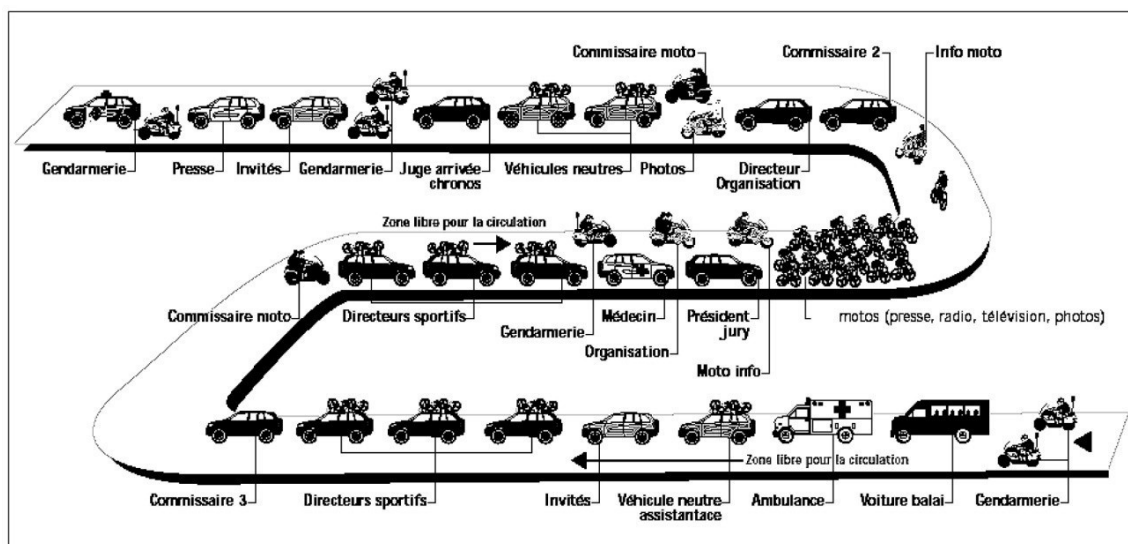 Commissaire moto
Commissaire 2
Info moto
Gendarmerie
Presse
Invités
Gendarmerie
Juge arrivée
chronos
Véhicules neutres
Photos
Directeur
Organisation
Zone libre pour la circulation
Commissaire moto
Directeurs sportifs
Gendarmerie
Médecin
Organisation
Président
jury
Moto info
motos (presse, radio, télévision, photos)
Zone libre pour la circulation
Commissaire 3
Directeurs sportifs
Invités
Véhicule neutre
assistantace
Ambulance
Voiture balai
Gendarmerie